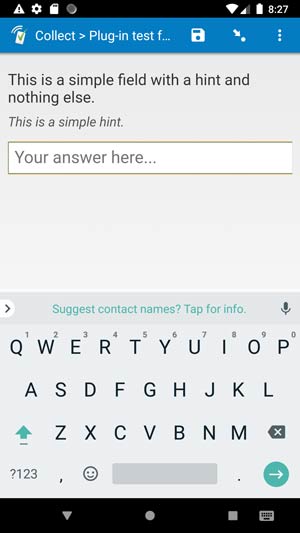 8:27
Collect > Plug-in test f...
This is a simple field with a hint and
nothing else.
This is a simple hint.
Your answer here...
Suggest contact names? Tap for info.
1 2 3 4 5 6 7 8 9 0
Q W E R T Y U I O P
A S D F G H J K L
Z X C V B N M
?123 , .